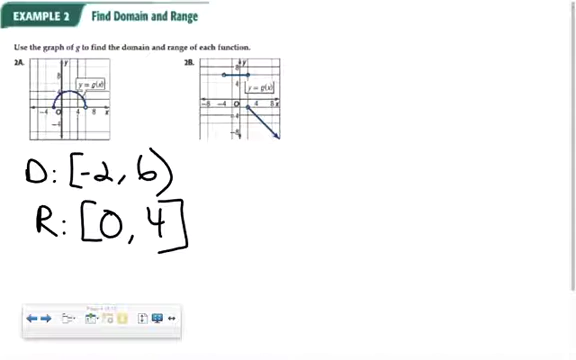 EXAMPLE 2 Find Domain and Range
Use the graph of g to find the domain and range of each function.
2A. 2B.
y = g(x) y = g(x)
D: [-2, 6)
R: [0, 4]